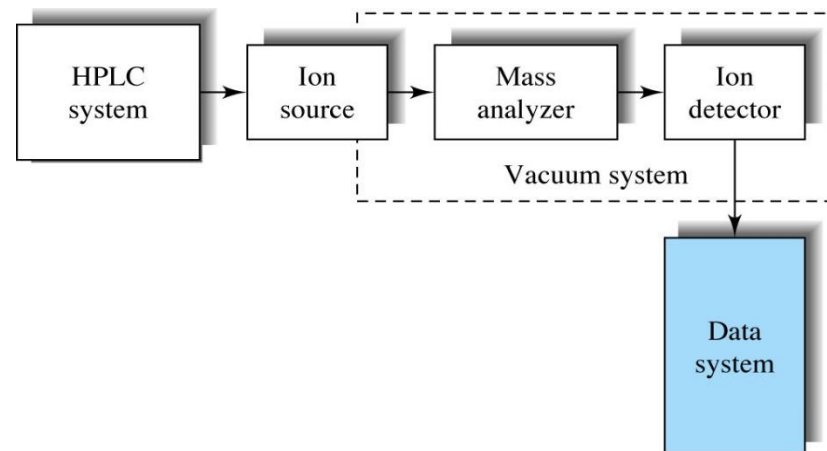 HPLC
system
Ion
source
Mass
analyzer
Ion
detector
Vacuum system
Data
system